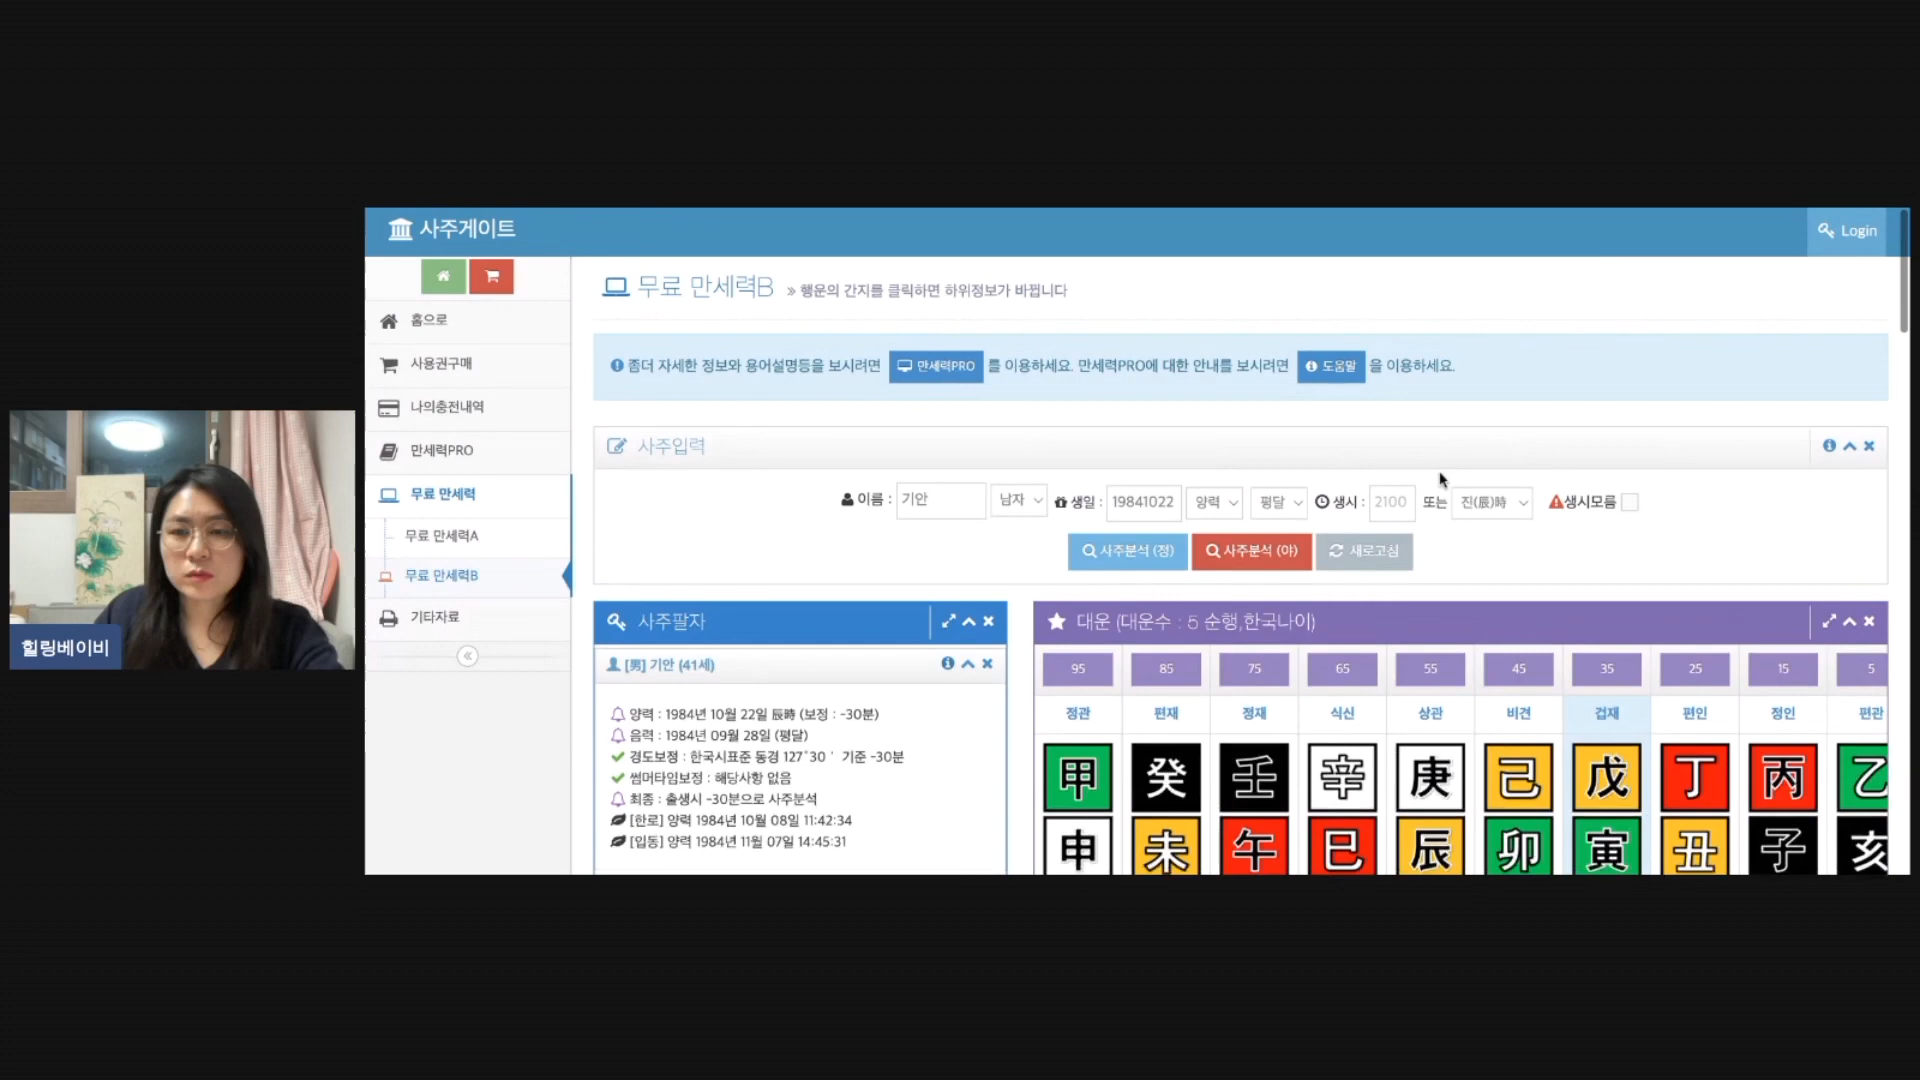 사주게이트
Login
홈으로
사용권구매
나의충전내역
만세력PRO
무료 만세력
무료 만세력A
무료 만세력B
기타자료
무료 만세력B » 행운의 간지를 클릭하면 하위정보가 바뀝니다
좀더 자세한 정보와 용어설명등을 보시려면 만세력PRO 를 이용하세요. 만세력PRO에 대한 안내를 보시려면 도움말 을 이용하세요.
사주입력
이름 : 기안 남자 생일 : 19841022 양력 평달 생시 : 2100 또는 진(辰)時 생시모름
사주분석 (정) 사주분석 (야) 새로고침
사주팔자
[男] 기안 (41세)
양력 : 1984년 10월 22일 辰時 (보정 : -30분)
음력 : 1984년 09월 28일 (평달)
경도보정 : 한국시표준 동경 127°30 ' 기준 -30분
썸머타임보정 : 해당사항 없음
최종 : 출생시 -30분으로 사주분석
[한로] 양력 1984년 10월 08일 11:42:34
[입동] 양력 1984년 11월 07일 14:45:31
대운 (대운수 : 5 순행,한국나이)
95 85 75 65 55 45 35 25 15 5
정관 편재 정재 식신 상관 비견 겁재 편인 정인 편관
甲 癸 壬 辛 庚 己 戊 丁 丙 乙
申 未 午 巳 辰 卯 寅 丑 子 亥
힐링베이비